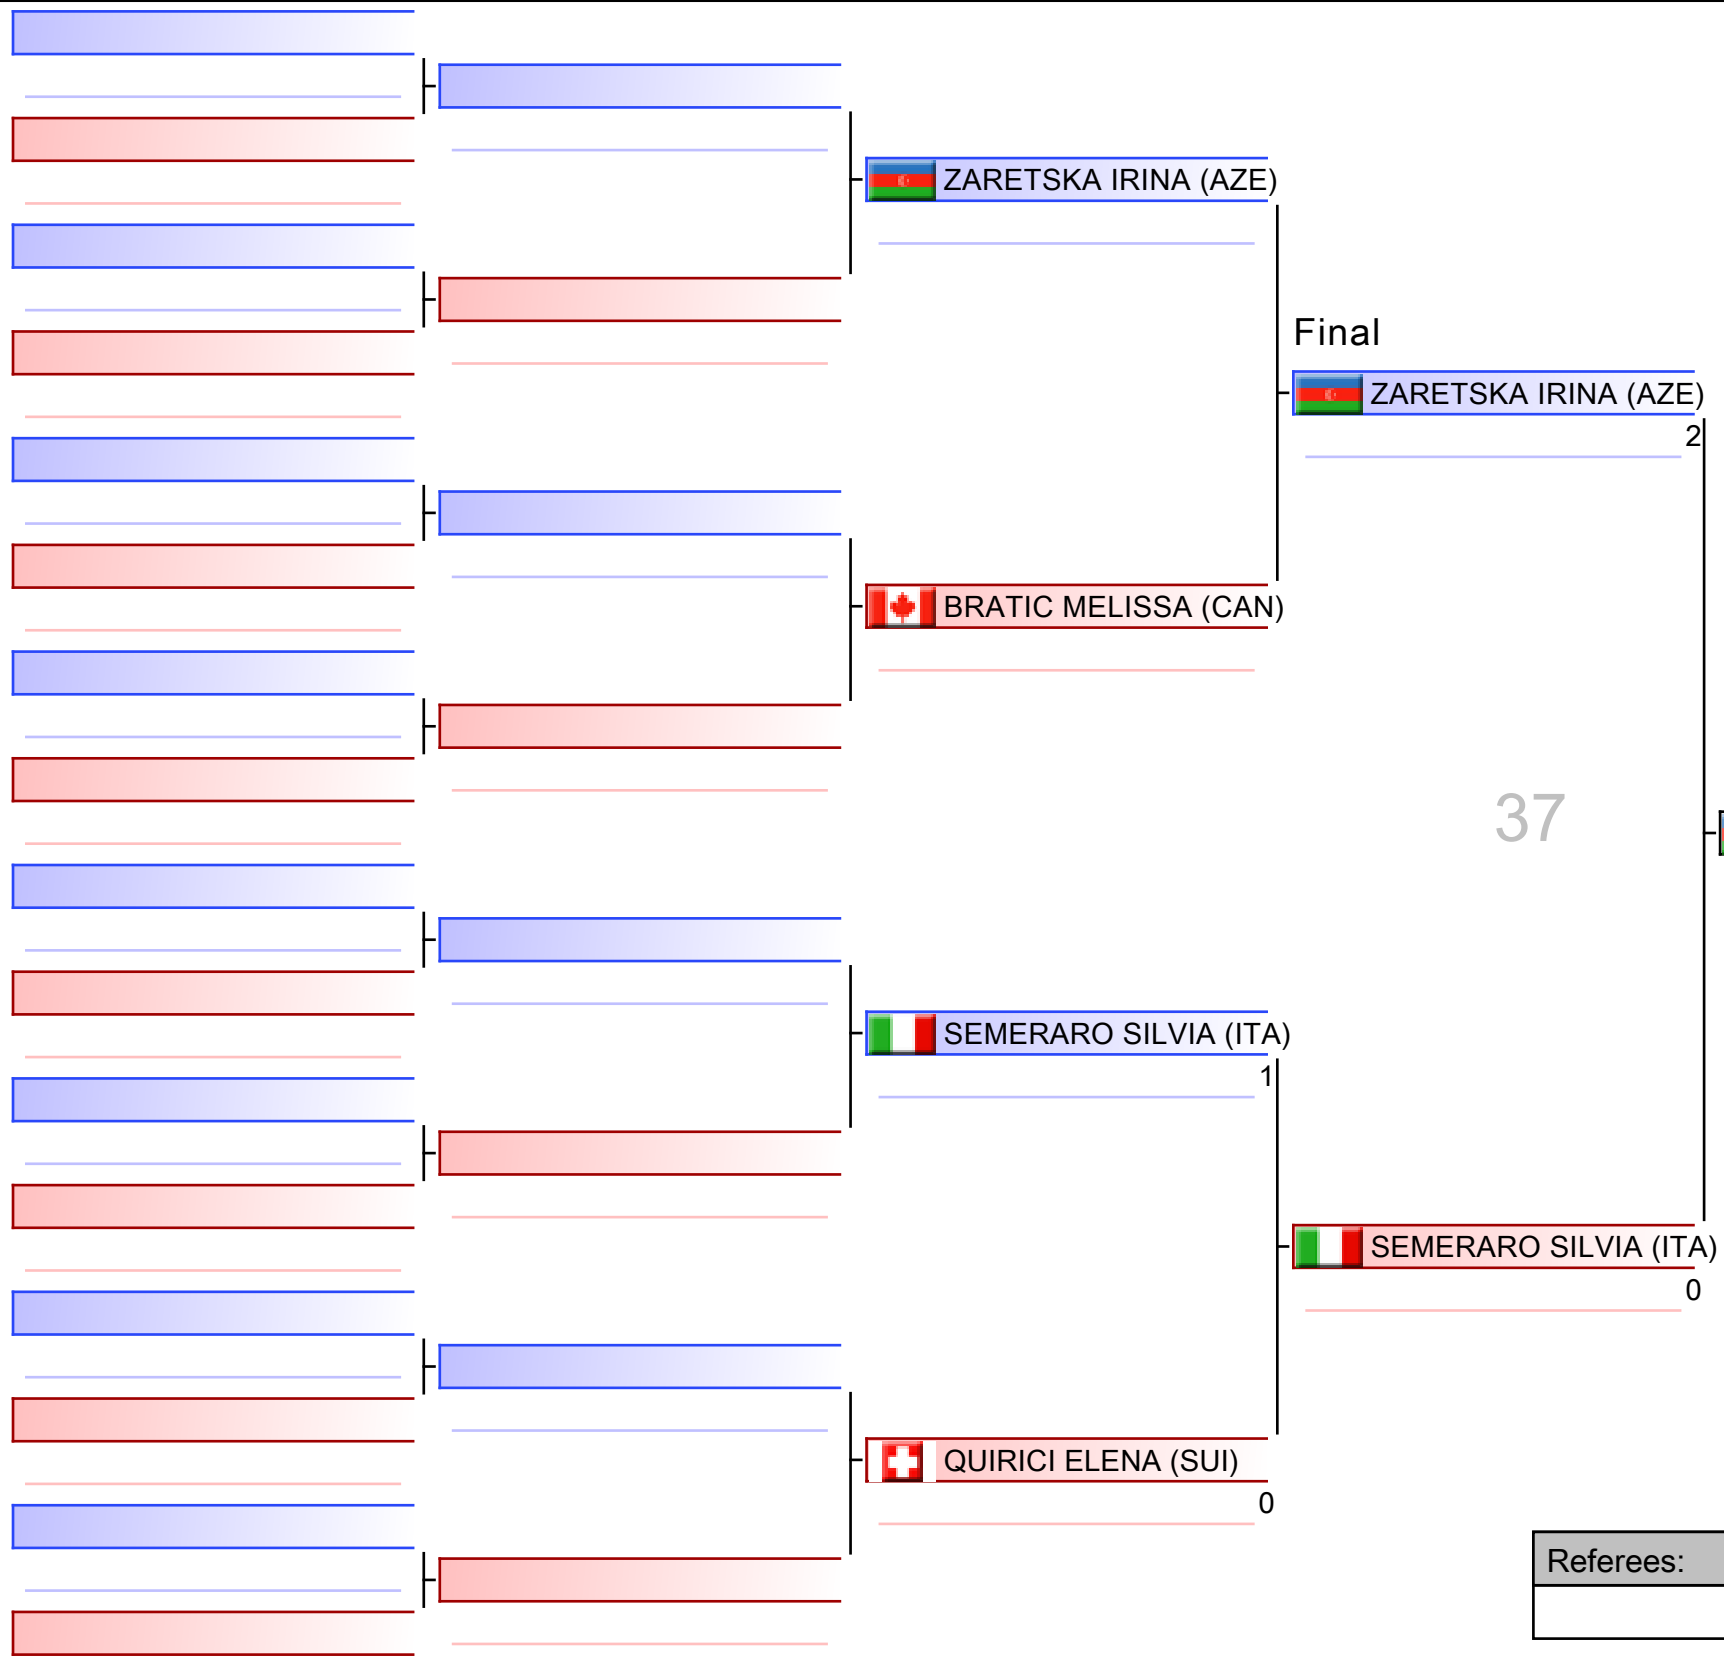 ZARETSKA IRINA (AZE)
Final
ZARETSKA IRINA (AZE)
2
BRATIC MELISSA (CAN)
37
SEMERARO SILVIA (ITA)
1
SEMERARO SILVIA (ITA)
0
QUIRICI ELENA (SUI)
0
Referees: